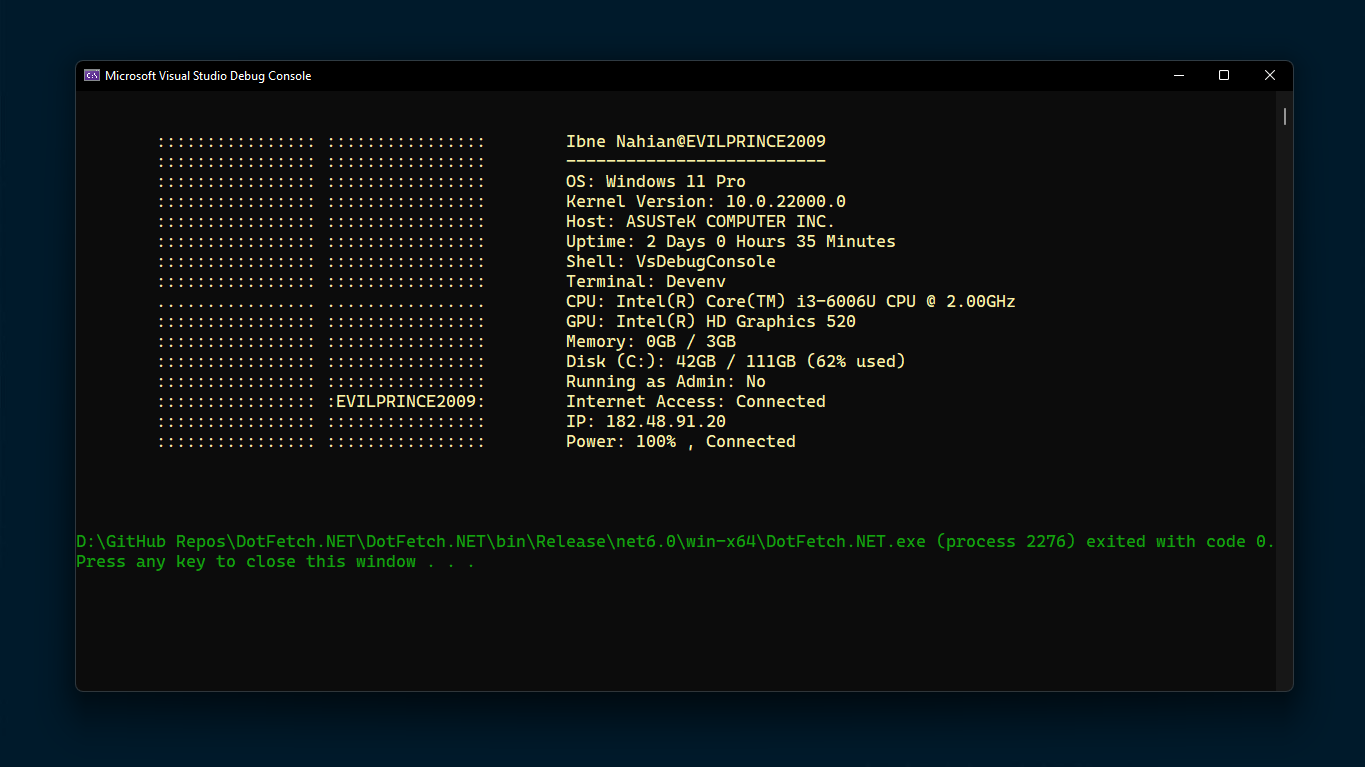 Microsoft Visual Studio Debug Console
:::::::::::::::: ::::::::::::::::  Ibne Nahian@EVILPRINCE2009
:::::::::::::::: ::::::::::::::::  --------------------------
:::::::::::::::: ::::::::::::::::  OS: Windows 11 Pro
:::::::::::::::: ::::::::::::::::  Kernel Version: 10.0.22000.0
:::::::::::::::: ::::::::::::::::  Host: ASUSTeK COMPUTER INC.
:::::::::::::::: ::::::::::::::::  Uptime: 2 Days 0 Hours 35 Minutes
:::::::::::::::: ::::::::::::::::  Shell: VsDebugConsole
:::::::::::::::: ::::::::::::::::  Terminal: Devenv
................ ................  CPU: Intel(R) Core(TM) i3-6006U CPU @ 2.00GHz
:::::::::::::::: ::::::::::::::::  GPU: Intel(R) HD Graphics 520
:::::::::::::::: ::::::::::::::::  Memory: 0GB / 3GB
:::::::::::::::: ::::::::::::::::  Disk (C:): 42GB / 111GB (62% used)
:::::::::::::::: ::::::::::::::::  Running as Admin: No
:::::::::::::::: :EVILPRINCE2009:  Internet Access: Connected
:::::::::::::::: ::::::::::::::::  IP: 182.48.91.20
:::::::::::::::: ::::::::::::::::  Power: 100% , Connected
D:\GitHub Repos\DotFetch.NET\DotFetch.NET\bin\Release\net6.0\win-x64\DotFetch.NET.exe (process 2276) exited with code 0.
Press any key to close this window . . .